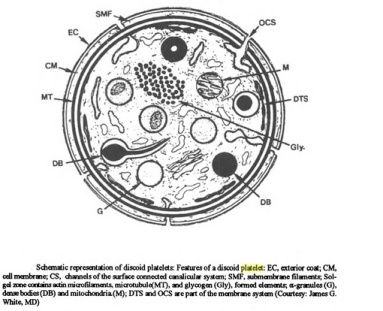 SMF
OCS
EC
CM
M
MT
DTS
Gly.
DB
DB
G
Schematic representation of discoid platelets: Features of a discoid platelet: EC, exterior coat; CM,
cell membrane; CS, channels of the surface connected canalicular system; SMF, submembrane filaments; Sol-
gel zone contains actin microfilaments, microtubule(MT), and glycogen (Gly), formed elements; α-granules (G),
dense bodies (DB) and mitochondria.(M); DTS and OCS are part of the membrane system (Courtesy: James G.
White, MD)